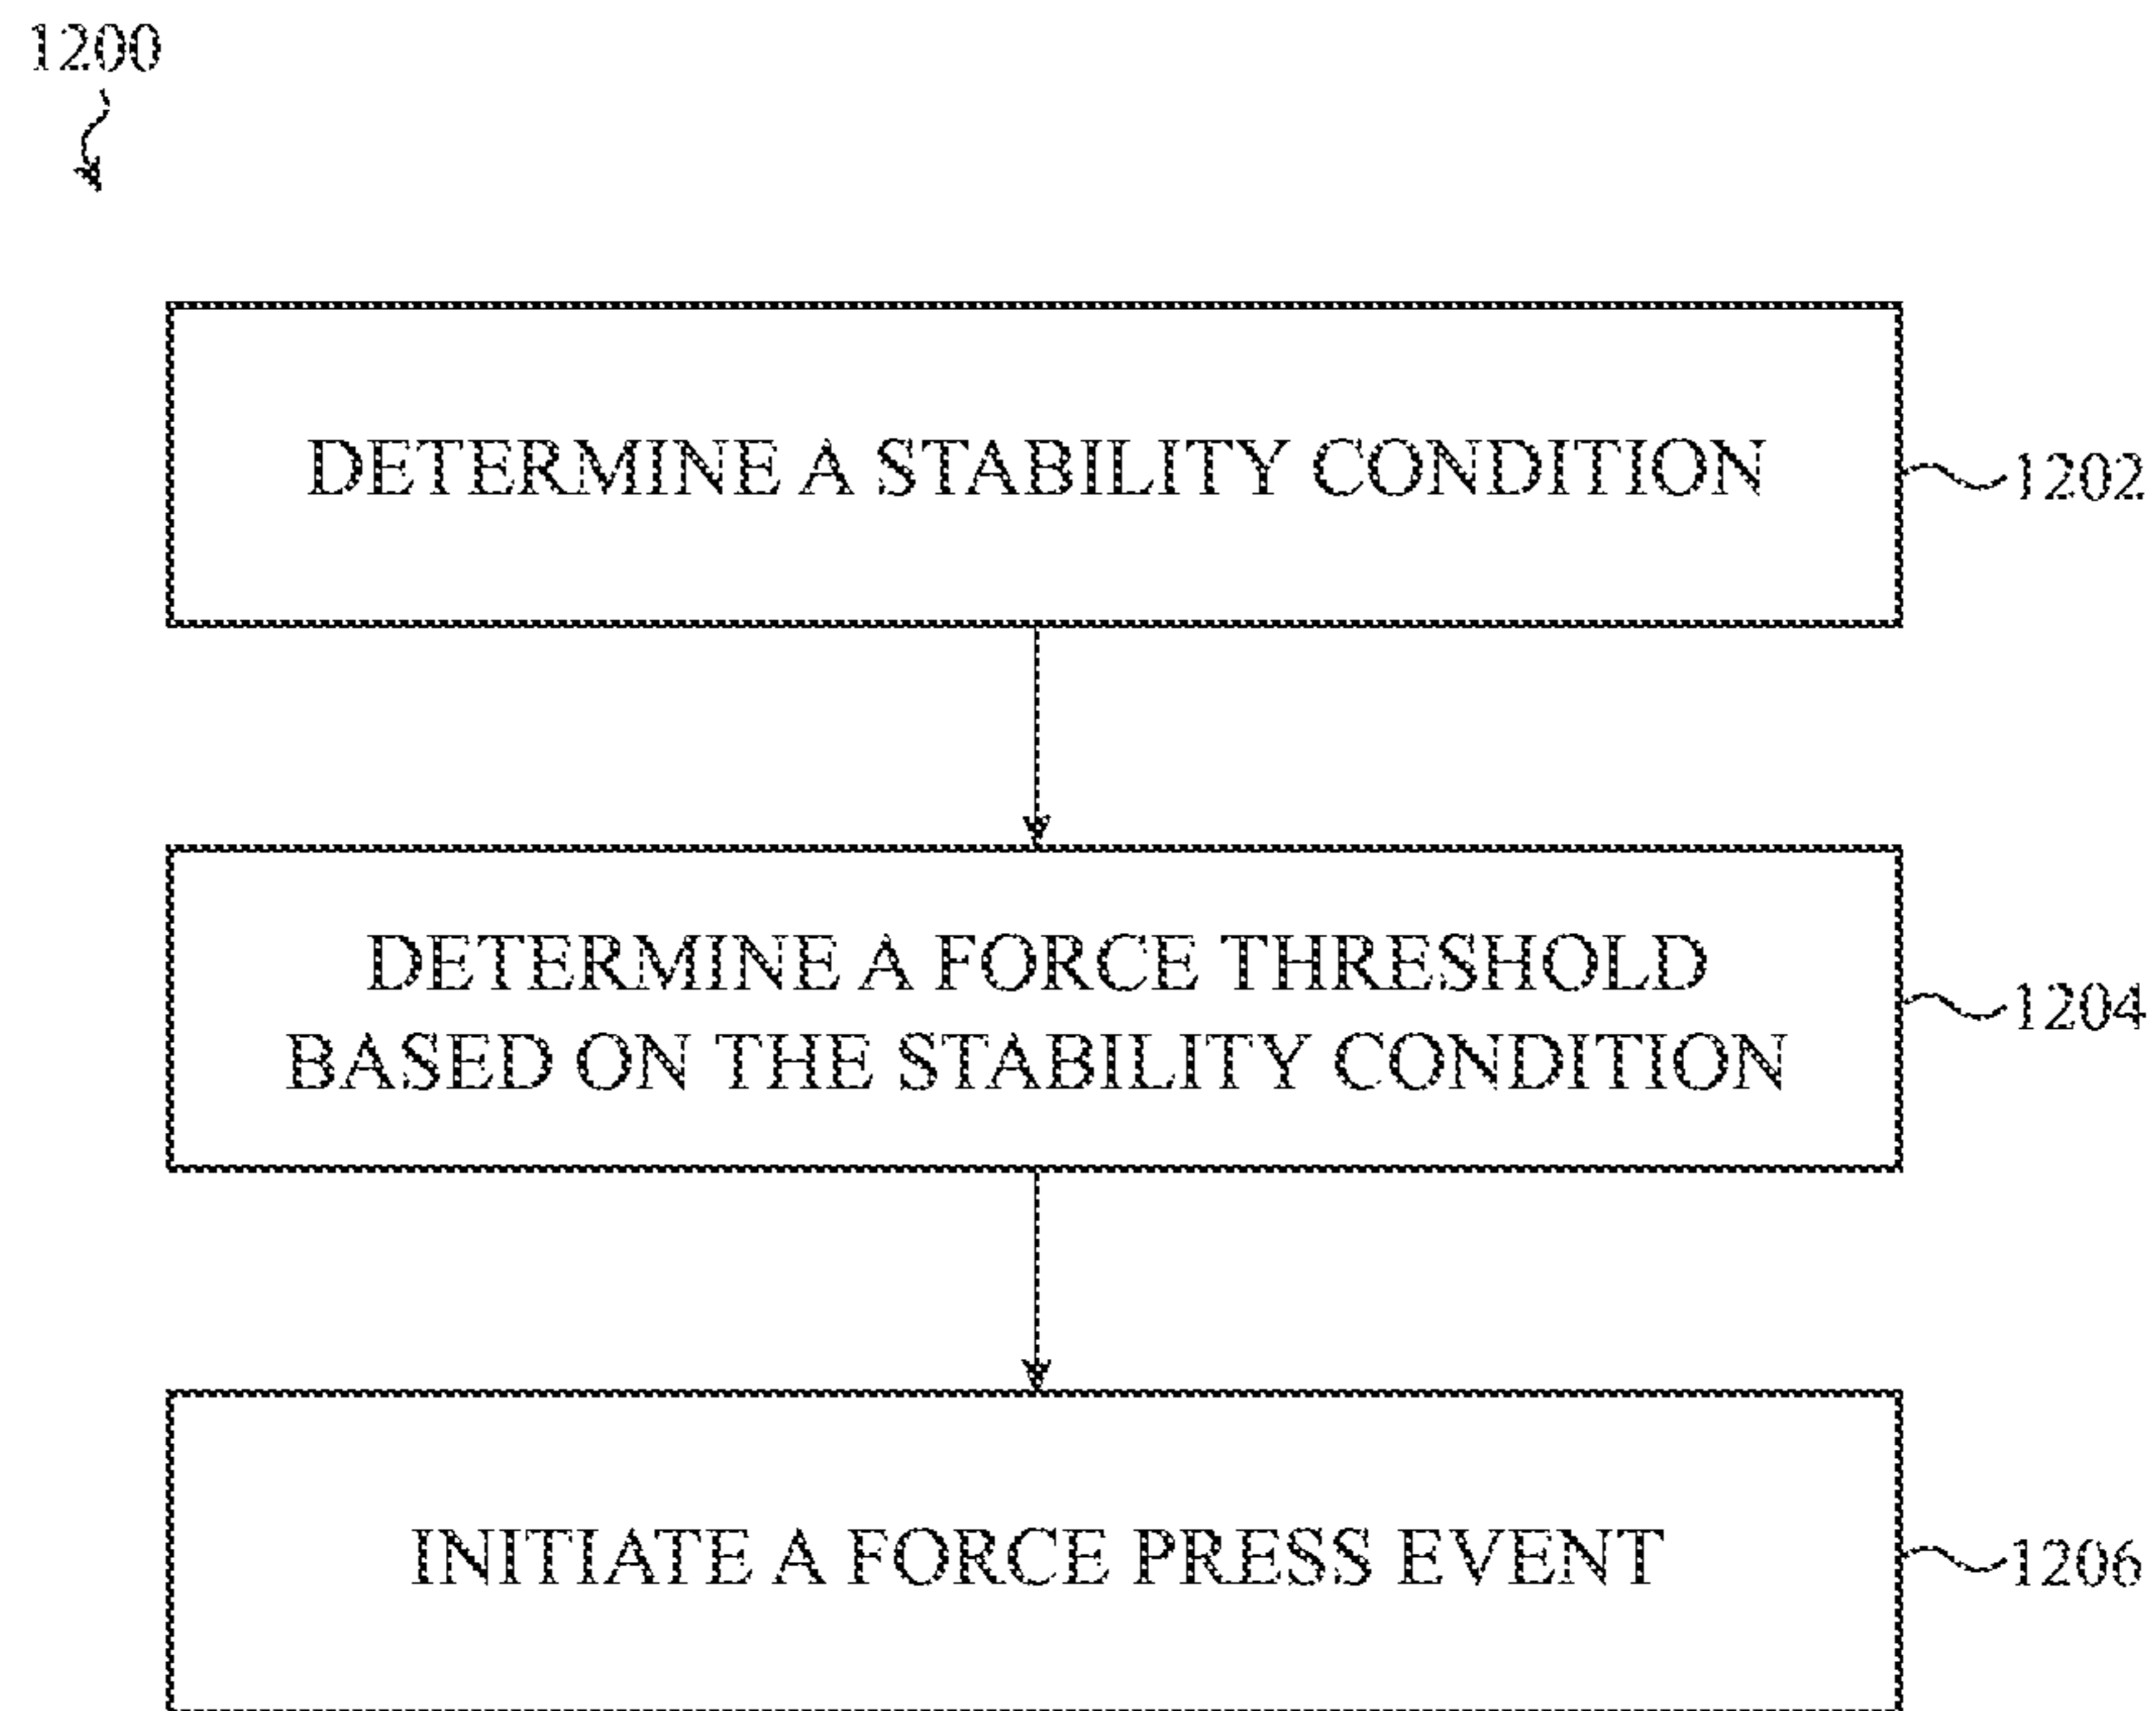 1200
DETERMINE A STABILITY CONDITION
1202
DETERMINE A FORCE THRESHOLD
BASED ON THE STABILITY CONDITION
1204
INITIATE A FORCE PRESS EVENT
1206